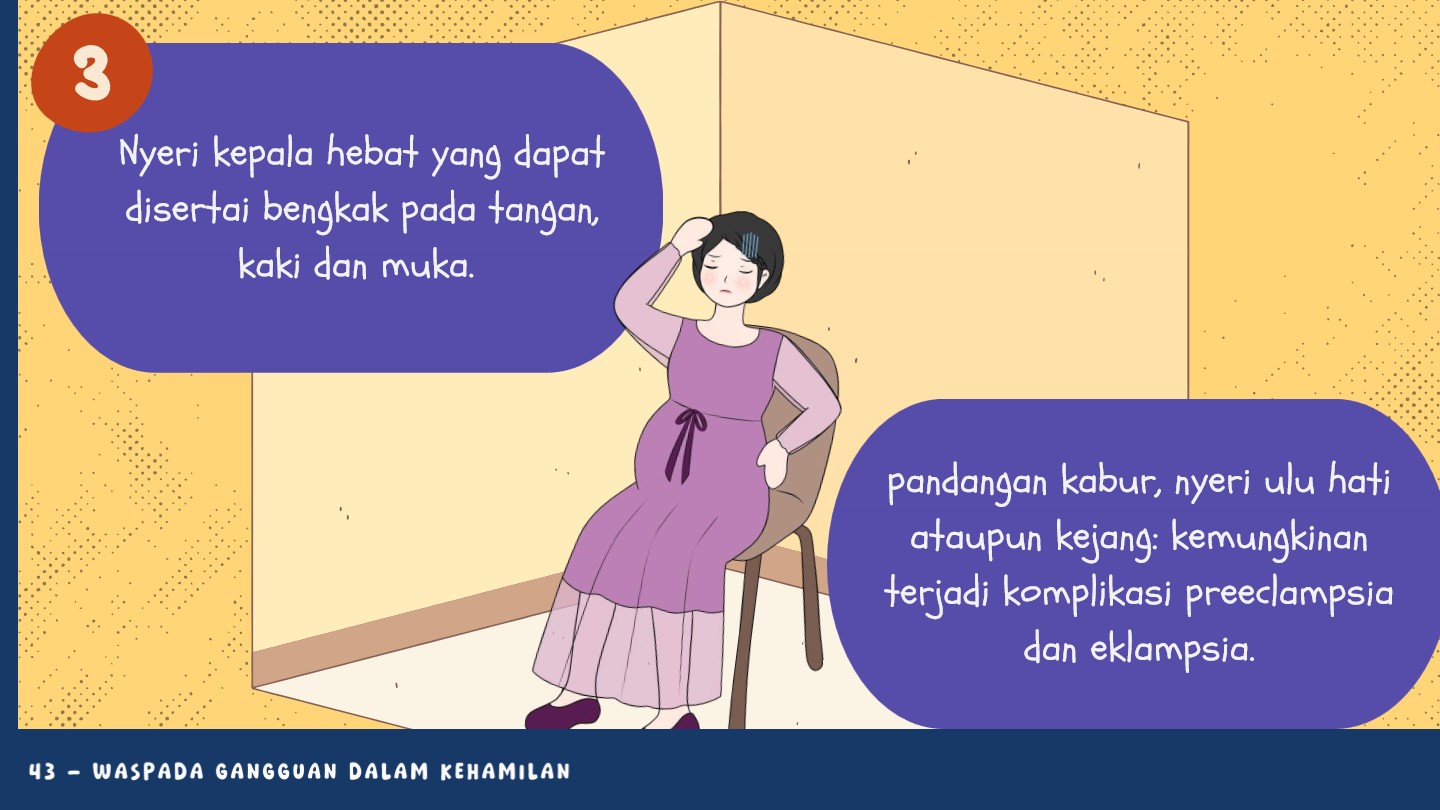 3
Nyeri kepala hebat yang dapat
disertai bengkak pada tangan,
kaki dan muka.
pandangan kabur, nyeri ulu hati
ataupun kejang: kemungkinan
terjadi komplikasi preeclampsia
dan eklampsia.
43 - WASPADA GANGGUAN DALAM KEHAMILAN